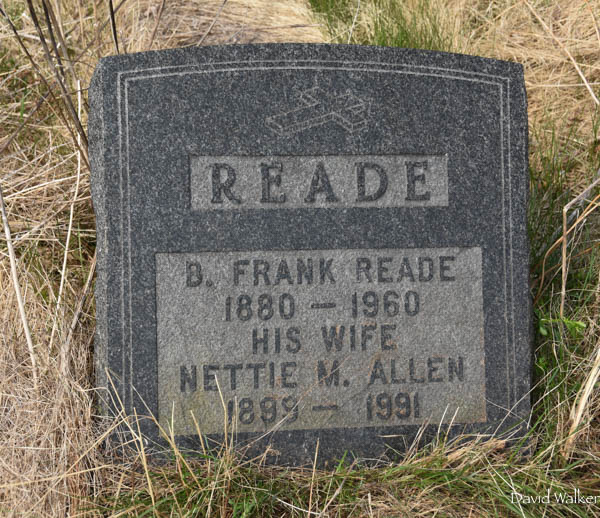 READE
B. FRANK READE
1880 — 1960
HIS WIFE
NETTIE M. ALLEN
1899 — 1991
David Walker